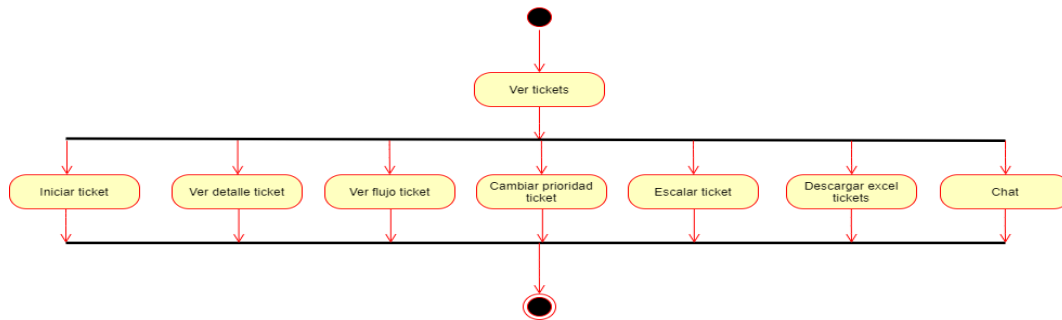 Ver tickets
Iniciar ticket
Ver detalle ticket
Ver flujo ticket
Cambiar prioridad
ticket
Escalar ticket
Descargar excel
tickets
Chat